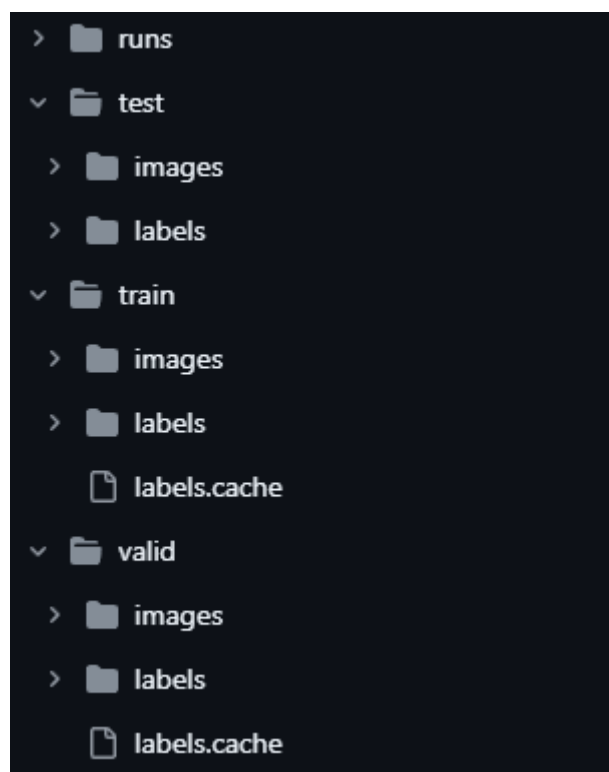 runs
test
images
labels
train
images
labels
labels.cache
valid
images
labels
labels.cache